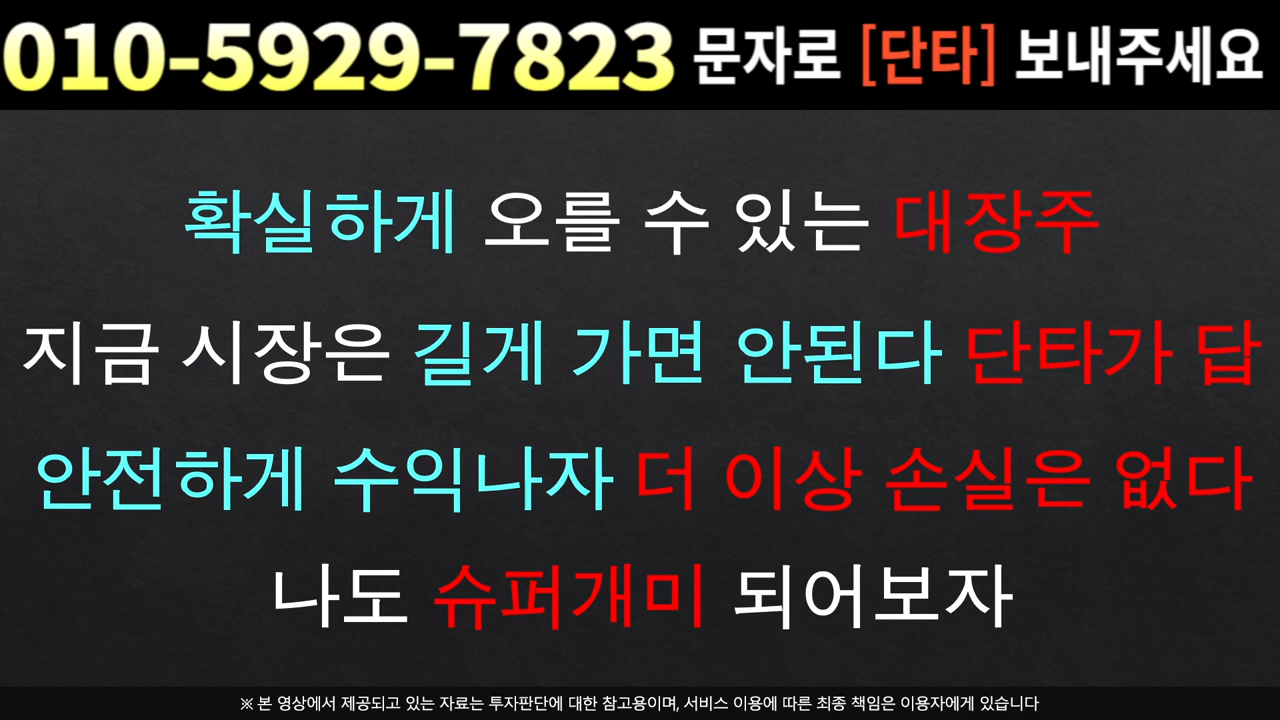 010-5929-7823 문자로 [단타] 보내주세요
확실하게 오를 수 있는 대장주
지금 시장은 길게 가면 안된다 단타가 답
안전하게 수익나자 더 이상 손실은 없다
나도 슈퍼개미 되어보자
※ 본 영상에서 제공되고 있는 자료는 투자판단에 대한 참고용이며, 서비스 이용에 따른 최종 책임은 이용자에게 있습니다